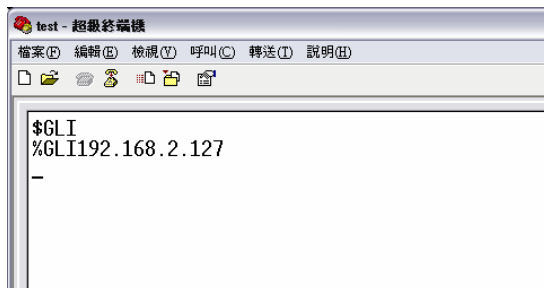 test - 超級終端機
檔案(F) 編輯(E) 檢視(V) 呼叫(C) 轉送(T) 說明(H)
$GLI
%GLI192.168.2.127
_